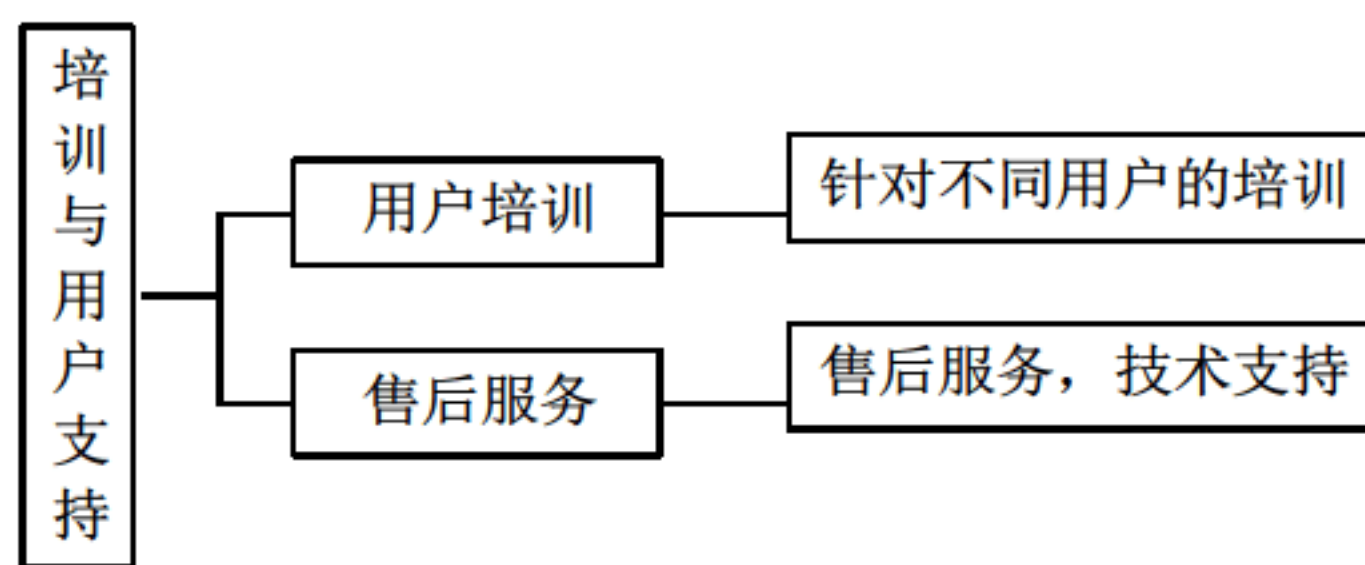 培训与用户支持
用户培训
针对不同用户的培训
售后服务
售后服务，技术支持